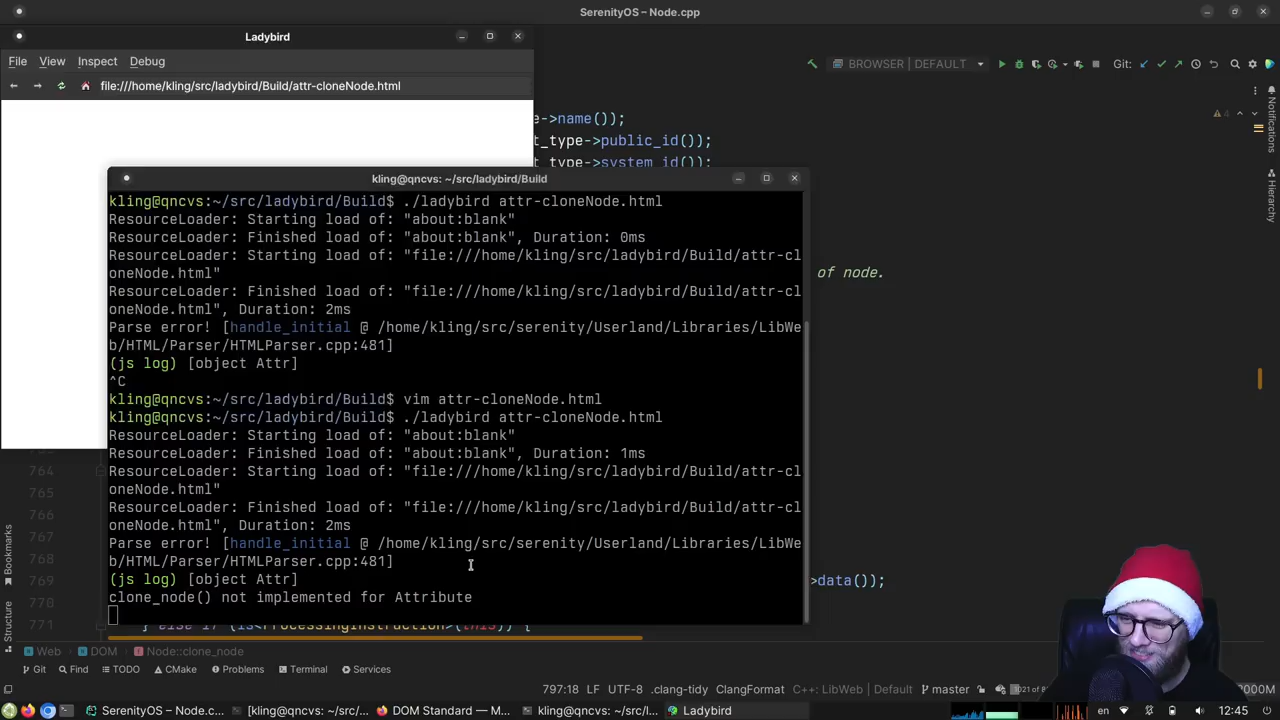 SerenityOS – Node.cpp
Ladybird
File View Inspect Debug
BROWSER | DEFAULT
Git:
file:///home/kling/src/ladybird/Build/attr-cloneNode.html
Notifications
Hierarchy
4
e->name());
t_type->public_id());
t_type->system_id());
kling@qncvs: ~/src/ladybird/Build
kling@qncvs:~/src/ladybird/Build$ ./ladybird attr-cloneNode.html
ResourceLoader: Starting load of: "about:blank"
ResourceLoader: Finished load of: "about:blank", Duration: 0ms
ResourceLoader: Starting load of: "file:///home/kling/src/ladybird/Build/attr-cl
oneNode.html"
ResourceLoader: Finished load of: "file:///home/kling/src/ladybird/Build/attr-cl
oneNode.html", Duration: 2ms
Parse error! [handle_initial @ /home/kling/src/serenity/Userland/Libraries/LibWe
b/HTML/Parser/HTMLParser.cpp:481]
(js log) [object Attr]
^C
kling@qncvs:~/src/ladybird/Build$ vim attr-cloneNode.html
kling@qncvs:~/src/ladybird/Build$ ./ladybird attr-cloneNode.html
ResourceLoader: Starting load of: "about:blank"
ResourceLoader: Finished load of: "about:blank", Duration: 1ms
ResourceLoader: Starting load of: "file:///home/kling/src/ladybird/Build/attr-cl
oneNode.html"
ResourceLoader: Finished load of: "file:///home/kling/src/ladybird/Build/attr-cl
oneNode.html", Duration: 2ms
Parse error! [handle_initial @ /home/kling/src/serenity/Userland/Libraries/LibWe
b/HTML/Parser/HTMLParser.cpp:481]
(js log) [object Attr]
clone_node() not implemented for Attribute
of node.
>data());
764
765
766
767
768
769
770
771
} else if (is<ProcessingInstruction>(this)) {
Bookmarks
Structure
Web DOM Node::clone_node
Git Find TODO CMake Problems Terminal Services
797:18 LF UTF-8 .clang-tidy ClangFormat C++: LibWeb | Default master
SerenityOS – Node.c... [kling@qncvs: ~/src/... DOM Standard — M... kling@qncvs: ~/src/... Ladybird en 12:45